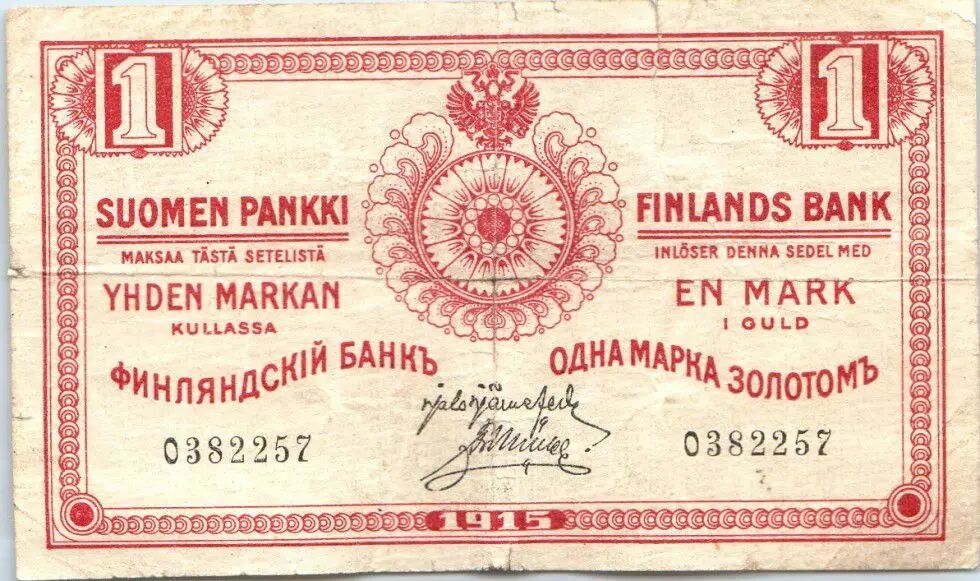 1
1
SUOMEN PANKKI
MAKSAA TÄSTÄ SETELISTÄ
YHDEN MARKAN
KULLASSA
FINLANDS BANK
INLÖSER DENNA SEDEL MED
EN MARK
I GULD
ФИНЛЯНДСКІЙ БАНКЪ
ОДНА МАРКА ЗОЛОТОМЪ
0382257
0382257
1915